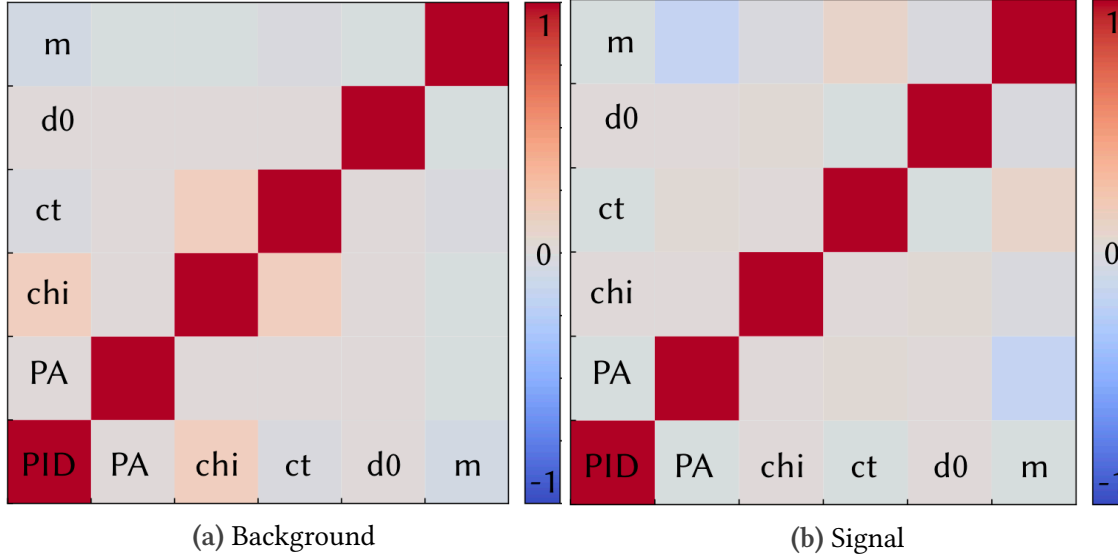 m
d0
ct
chi
PA
PID PA chi ct d0 m
1
0
-1
(a) Background
m
d0
ct
chi
PA
PID PA chi ct d0 m
1
0
-1
(b) Signal